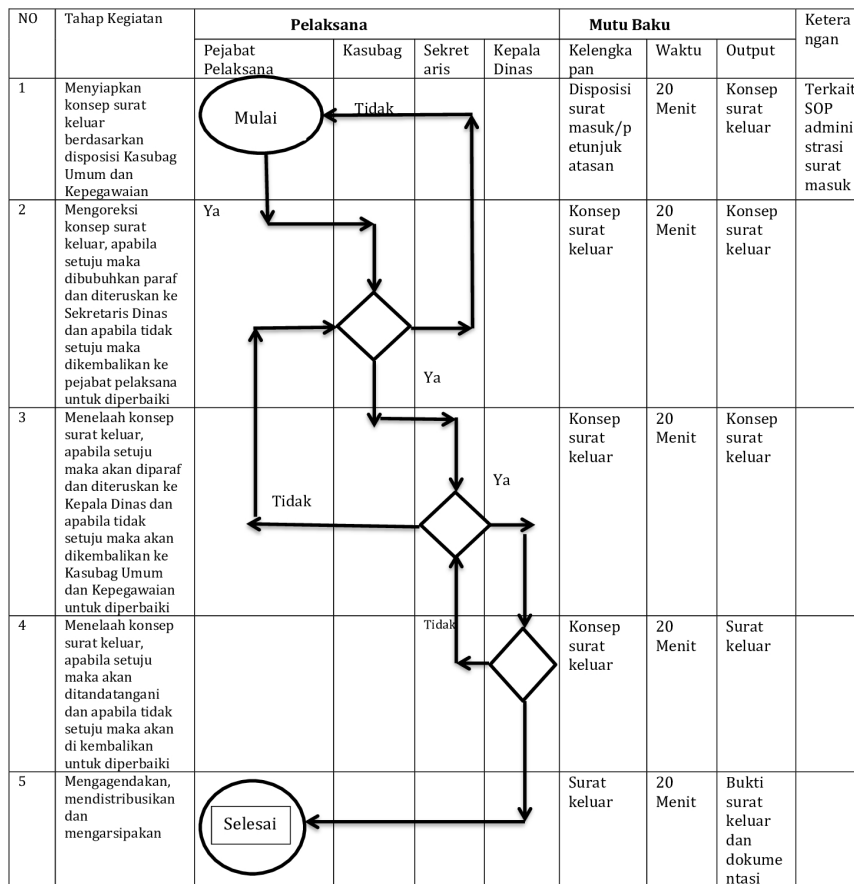 NO
Tahap Kegiatan
Pelaksana
Mutu Baku
Ketera
ngan
Pejabat
Pelaksana
Kasubag
Sekret
aris
Kepala
Dinas
Kelengka
pan
Waktu
Output
1
Menyiapkan
konsep surat
keluar
berdasarkan
disposisi Kasubag
Umum dan
Kepegawaian
Mulai
Tidak
Disposisi
surat
masuk/p
etunjuk
atasan
20
Menit
Konsep
surat
keluar
Terkait
SOP
admini
strasi
surat
masuk
2
Mengoreksi
konsep surat
keluar, apabila
setuju maka
dibubuhkan paraf
dan diteruskan ke
Sekretaris Dinas
dan apabila tidak
setuju maka
dikembalikan ke
pejabat pelaksana
untuk diperbaiki
Ya
Ya
Konsep
surat
keluar
20
Menit
Konsep
surat
keluar
3
Menelaah konsep
surat keluar,
apabila setuju
maka akan diparaf
dan diteruskan ke
Kepala Dinas dan
apabila tidak
setuju maka akan
dikembalikan ke
Kasubag Umum
dan Kepegawaian
untuk diperbaiki
Tidak
Ya
Konsep
surat
keluar
20
Menit
Konsep
surat
keluar
4
Menelaah konsep
surat keluar,
apabila setuju
maka akan
ditandatangani
dan apabila tidak
setuju maka akan
di kembalikan
untuk diperbaiki
Tidak
Konsep
surat
keluar
20
Menit
Surat
keluar
5
Mengagendakan,
mendistribusikan
dan
mengarsipakan
Selesai
Surat
keluar
20
Menit
Bukti
surat
keluar
dan
dokume
ntasi